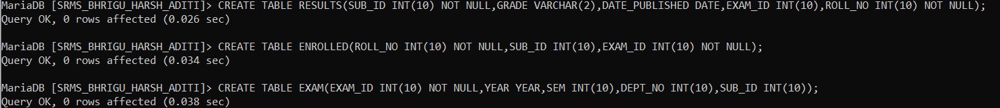 MariaDB [SRMS_BHRIGU_HARSH_ADITI]> CREATE TABLE RESULTS(SUB_ID INT(10) NOT NULL,GRADE VARCHAR(2),DATE_PUBLISHED DATE,EXAM_ID INT(10),ROLL_NO INT(10) NOT NULL);
Query OK, 0 rows affected (0.026 sec)
MariaDB [SRMS_BHRIGU_HARSH_ADITI]> CREATE TABLE ENROLLED(ROLL_NO INT(10) NOT NULL,SUB_ID INT(10),EXAM_ID INT(10) NOT NULL);
Query OK, 0 rows affected (0.034 sec)
MariaDB [SRMS_BHRIGU_HARSH_ADITI]> CREATE TABLE EXAM(EXAM_ID INT(10) NOT NULL,YEAR YEAR,SEM INT(10),DEPT_NO INT(10),SUB_ID INT(10));
Query OK, 0 rows affected (0.038 sec)